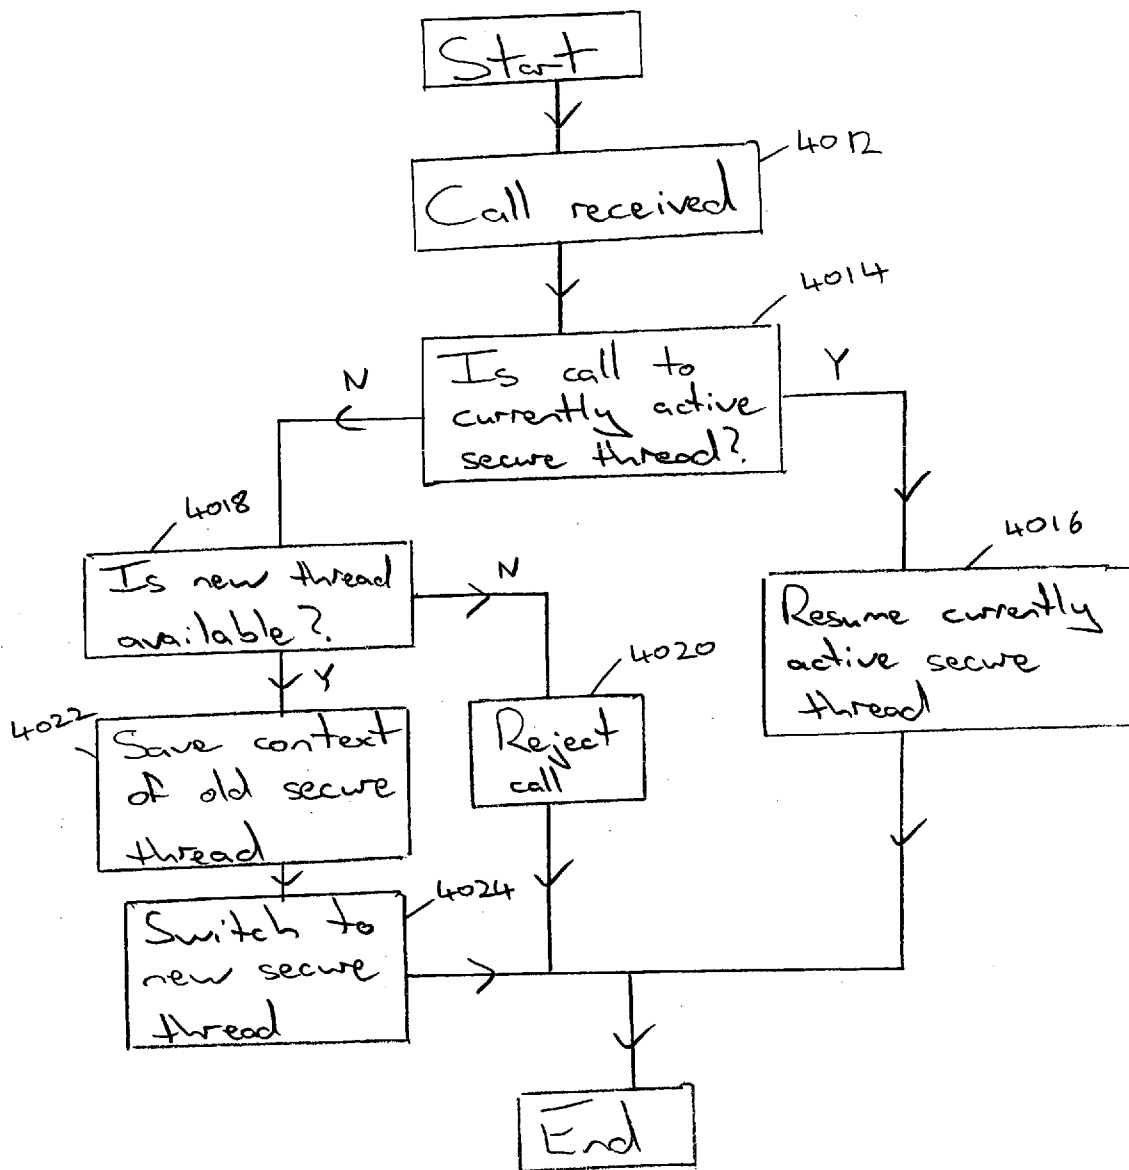 Start
4012
Call received
4014
Is call to
currently active
secure thread?
N
Y
4018
Is new thread
available?
N
Y
4016
Resume currently
active secure
thread
4020
Reject
call
4022
Save context
of old secure
thread
4024
Switch to
new secure
thread
End